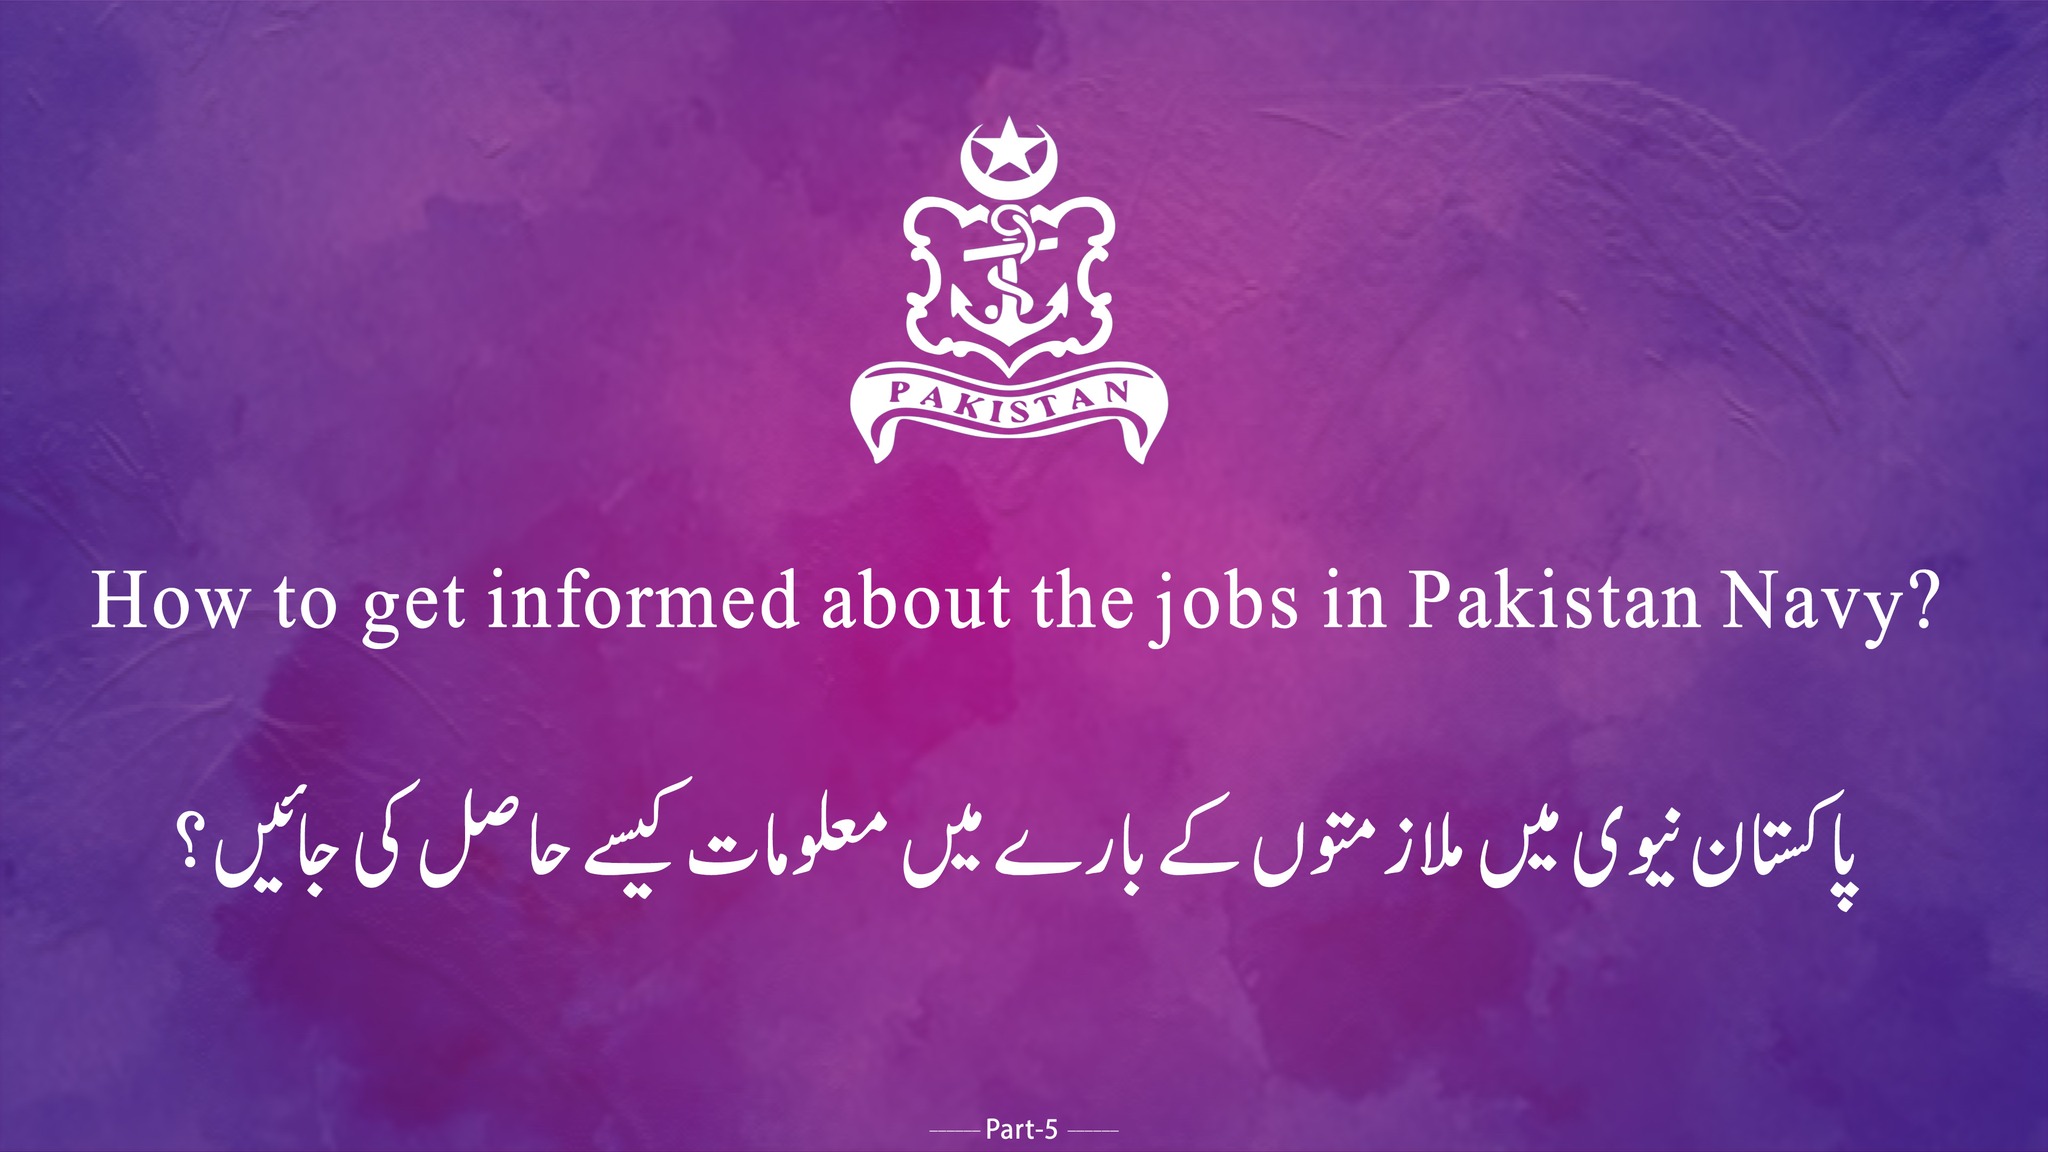 PAKISTAN
How to get informed about the jobs in Pakistan Navy?
پاکستان نیوی میں ملازمتوں کے بارے میں معلومات کیسے حاصل کی جائیں؟
Part-5